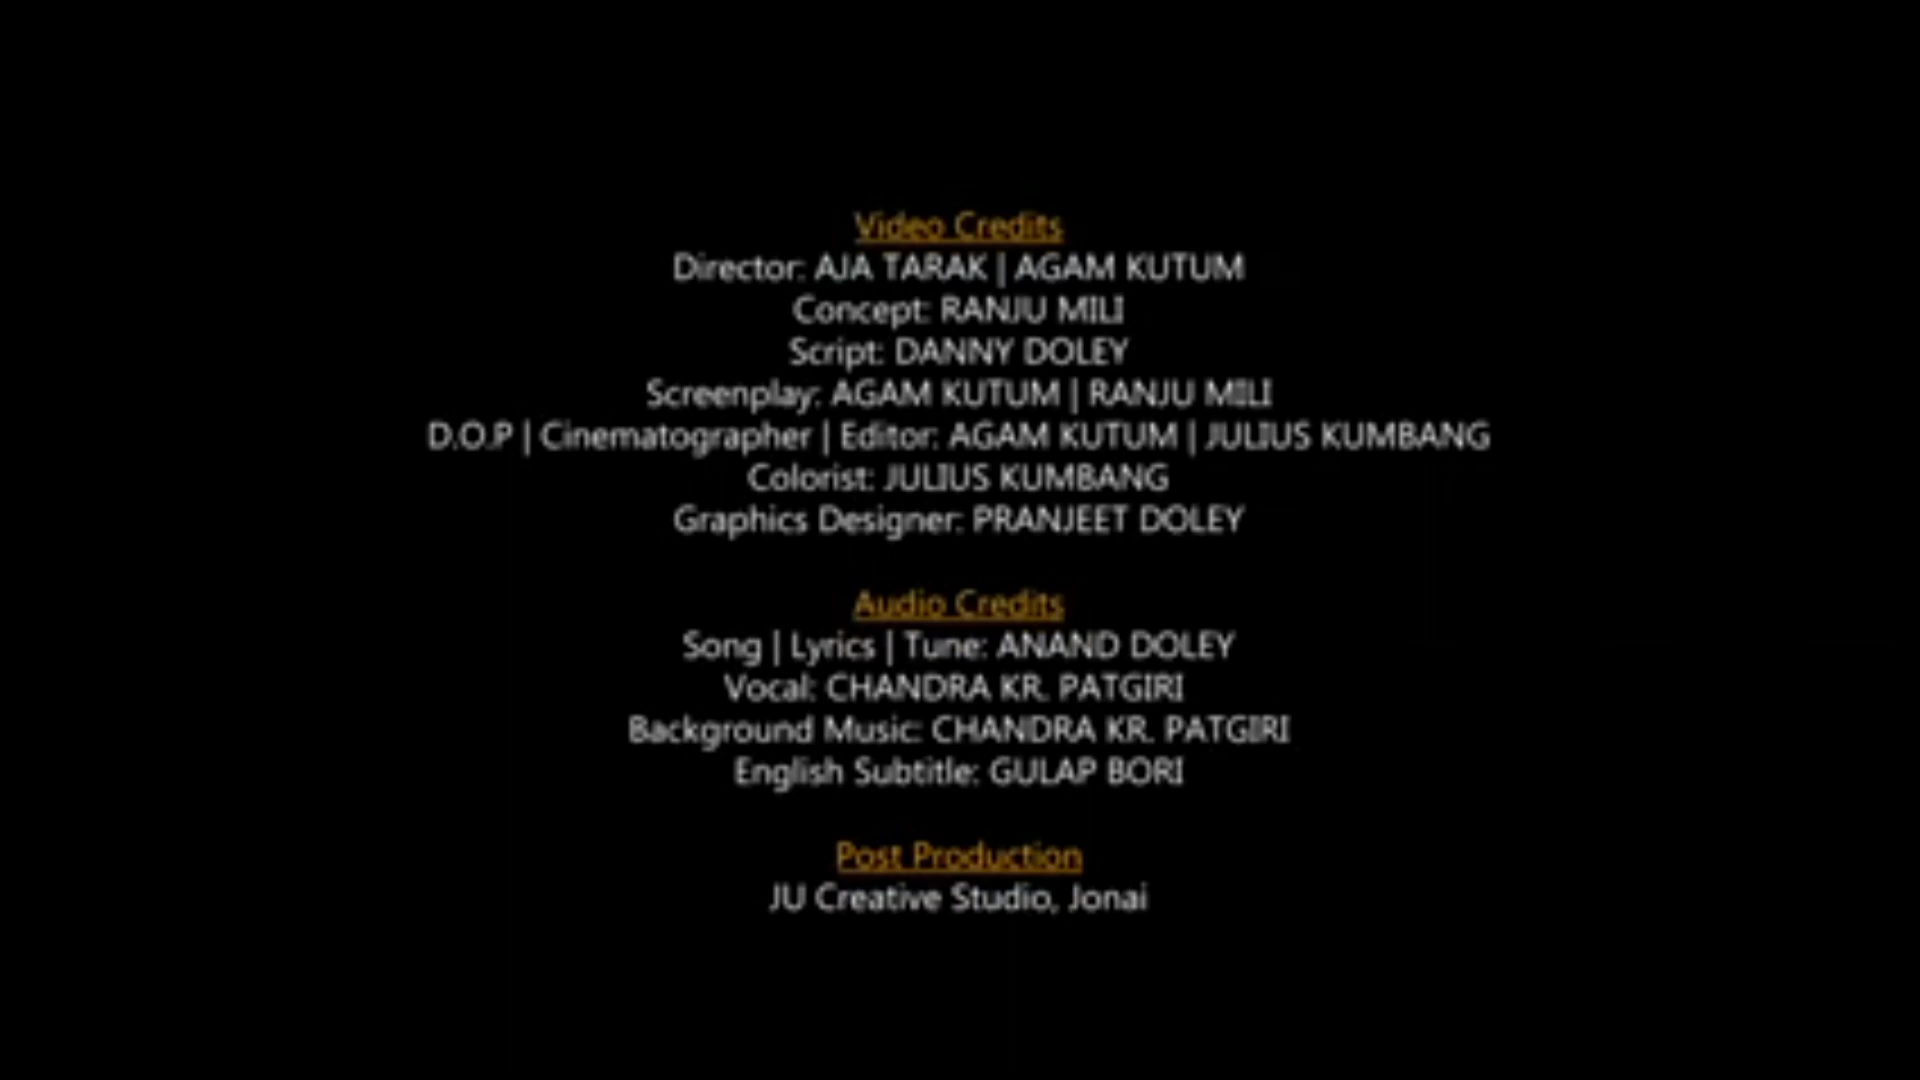 Video Credits
Director: AJA TARAK | AGAM KUTUM
Concept: RANJU MILI
Script: DANNY DOLEY
Screenplay: AGAM KUTUM | RANJU MILI
D.O.P | Cinematographer | Editor: AGAM KUTUM | JULIUS KUMBANG
Colorist: JULIUS KUMBANG
Graphics Designer: PRANJEET DOLEY
Audio Credits
Song | Lyrics | Tune: ANAND DOLEY
Vocal: CHANDRA KR. PATGIRI
Background Music: CHANDRA KR. PATGIRI
English Subtitle: GULAP BORI
Post Production
JU Creative Studio, Jonai